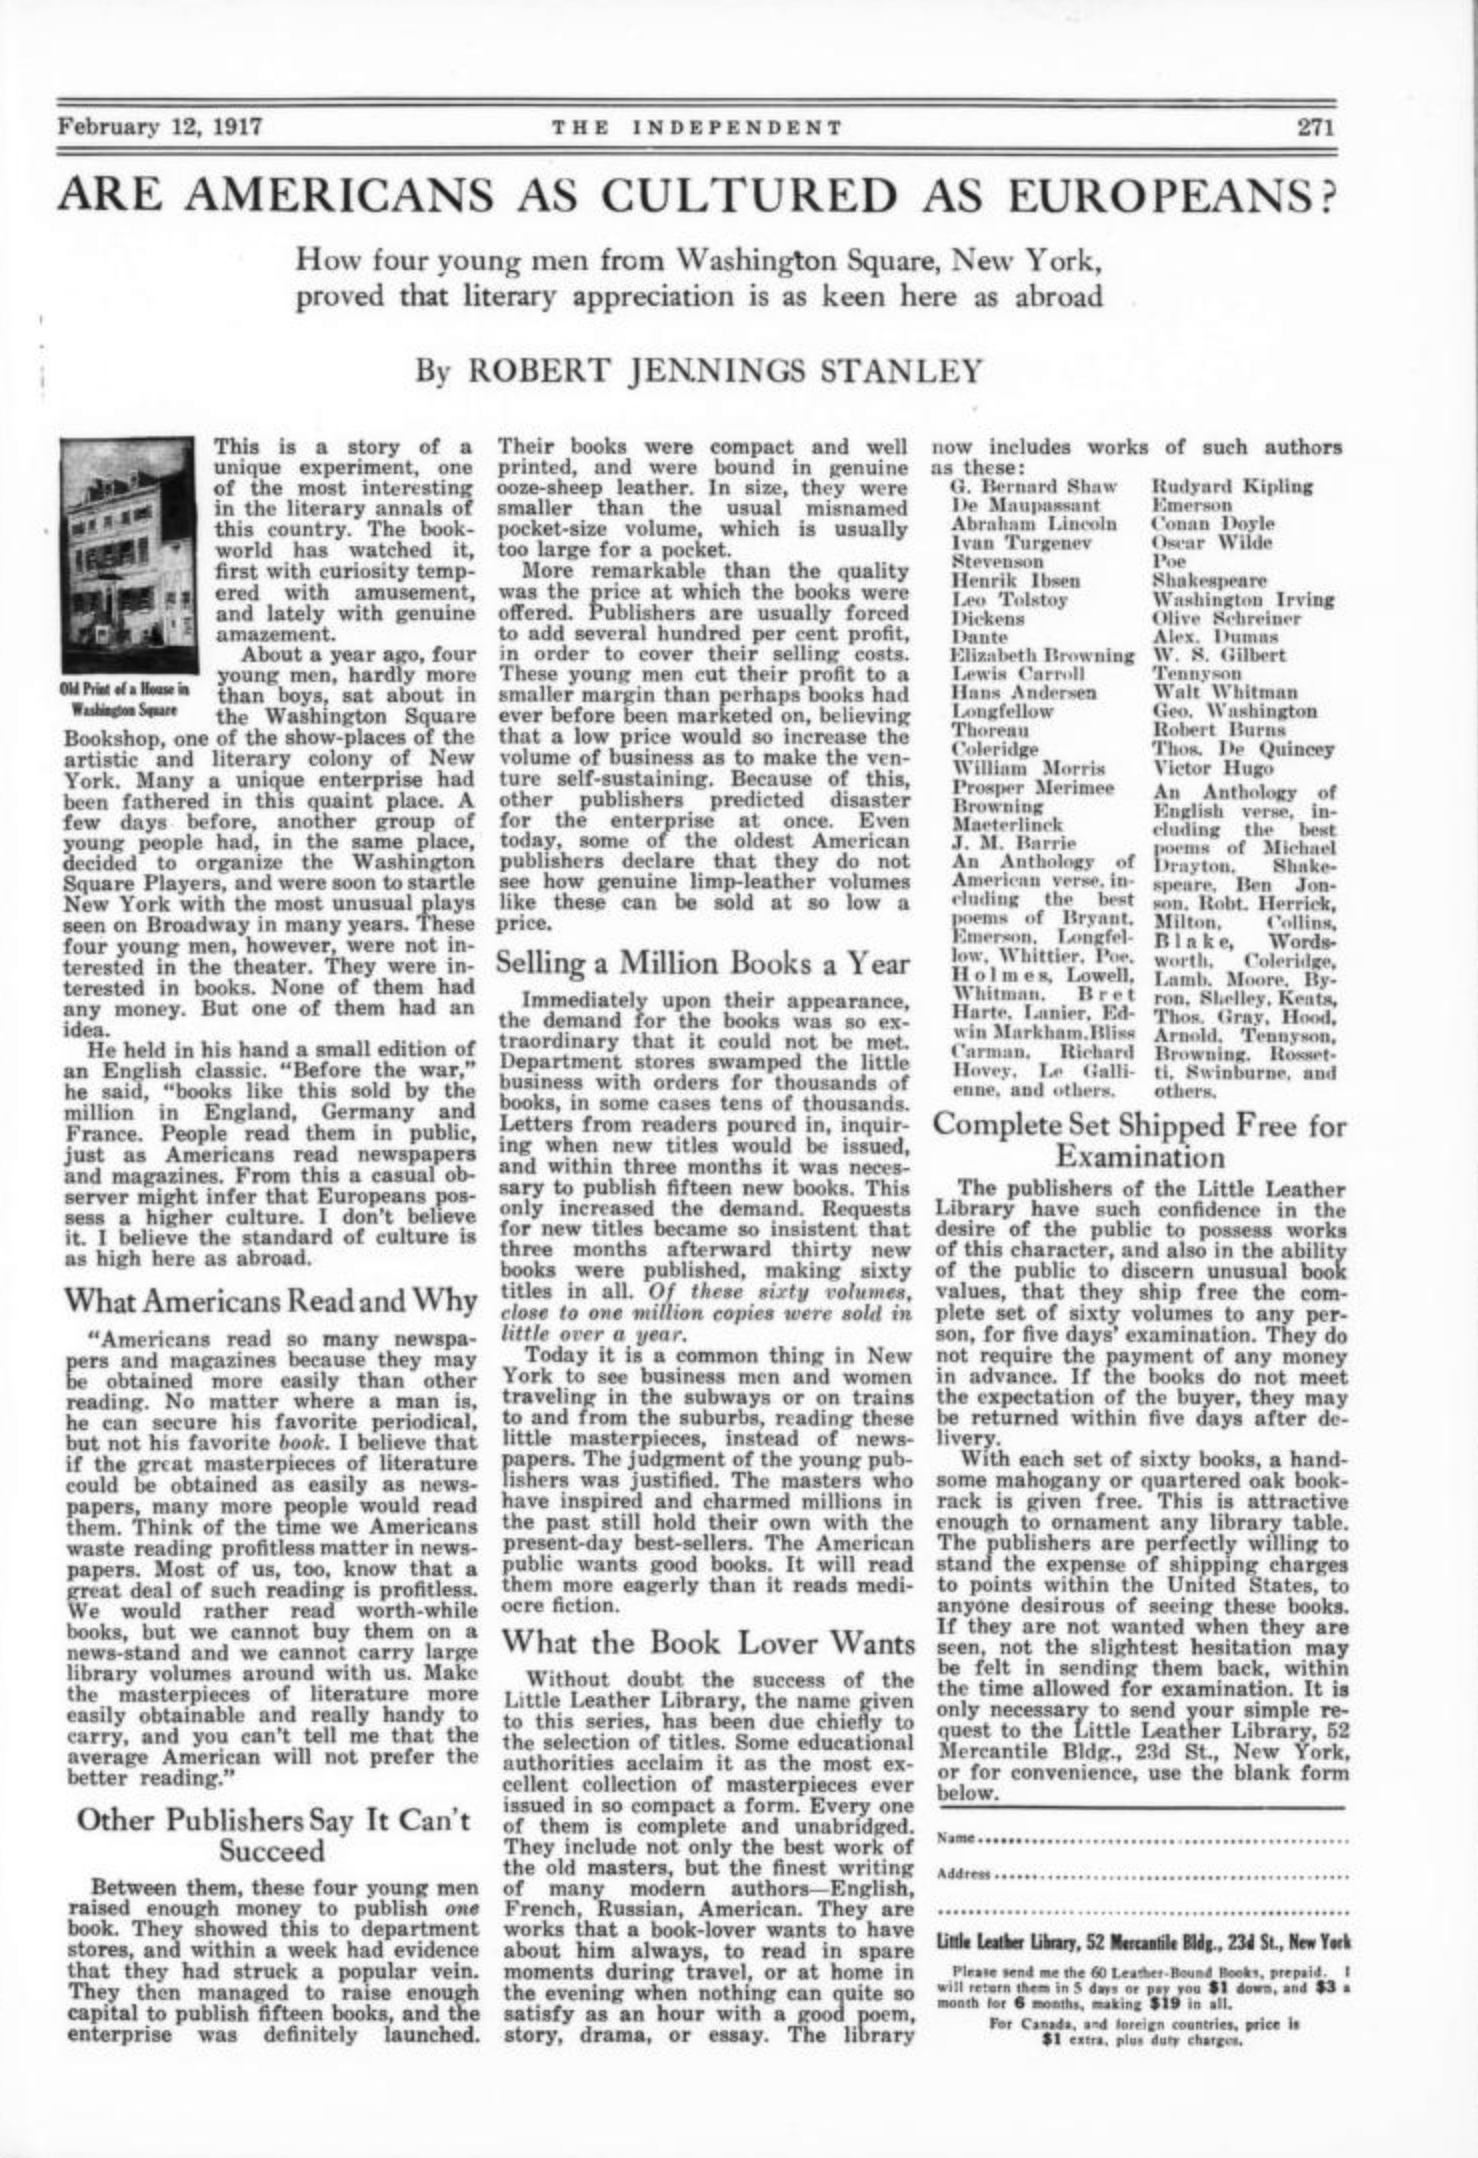 February 12, 1917
THE INDEPENDENT
271
ARE AMERICANS AS CULTURED AS EUROPEANS?
How four young men from Washington Square, New York,
proved that literary appreciation is as keen here as abroad
By ROBERT JENNINGS STANLEY
Old Print of a House in
Washington Square
This is a story of a
unique experiment, one
of the most interesting
in the literary annals of
this country. The book-
world has watched it,
first with curiosity temp-
ered with amusement,
and lately with genuine
amazement.
About a year ago, four
young men, hardly more
than boys, sat about in
the Washington Square
Bookshop, one of the show-places of the
artistic and literary colony of New
York. Many a unique enterprise had
been fathered in this quaint place. A
few days before, another group of
young people had, in the same place,
decided to organize the Washington
Square Players, and were soon to startle
New York with the most unusual plays
seen on Broadway in many years. These
four young men, however, were not in-
terested in the theater. They were in-
terested in books. None of them had
any money. But one of them had an
idea.
He held in his hand a small edition of
an English classic. “Before the war,”
he said, “books like this sold by the
million in England, Germany and
France. People read them in public,
just as Americans read newspapers
and magazines. From this a casual ob-
server might infer that Europeans pos-
sess a higher culture. I don't believe
it. I believe the standard of culture is
as high here as abroad.
What Americans Read and Why
“Americans read so many newspa-
pers and magazines because they may
be obtained more easily than other
reading. No matter where a man is,
he can secure his favorite periodical,
but not his favorite book. I believe that
if the great masterpieces of literature
could be obtained as easily as news-
papers, many more people would read
them. Think of the time we Americans
waste reading profitless matter in news-
papers. Most of us, too, know that a
great deal of such reading is profitless.
We would rather read worth-while
books, but we cannot buy them on a
news-stand and we cannot carry large
library volumes around with us. Make
the masterpieces of literature more
easily obtainable and really handy to
carry, and you can't tell me that the
average American will not prefer the
better reading.”
Other Publishers Say It Can't
Succeed
Between them, these four young men
raised enough money to publish one
book. They showed this to department
stores, and within a week had evidence
that they had struck a popular vein.
They then managed to raise enough
capital to publish fifteen books, and the
enterprise was definitely launched.
Their books were compact and well
printed, and were bound in genuine
ooze-sheep leather. In size, they were
smaller than the usual misnamed
pocket-size volume, which is usually
too large for a pocket.
More remarkable than the quality
was the price at which the books were
offered. Publishers are usually forced
to add several hundred per cent profit,
in order to cover their selling costs.
These young men cut their profit to a
smaller margin than perhaps books had
ever before been marketed on, believing
that a low price would so increase the
volume of business as to make the ven-
ture self-sustaining. Because of this,
other publishers predicted disaster
for the enterprise at once. Even
today, some of the oldest American
publishers declare that they do not
see how genuine limp-leather volumes
like these can be sold at so low a
price.
Selling a Million Books a Year
Immediately upon their appearance,
the demand for the books was so ex-
traordinary that it could not be met.
Department stores swamped the little
business with orders for thousands of
books, in some cases tens of thousands.
Letters from readers poured in, inquir-
ing when new titles would be issued,
and within three months it was neces-
sary to publish fifteen new books. This
only increased the demand. Requests
for new titles became so insistent that
three months afterward thirty new
books were published, making sixty
titles in all. Of these sixty volumes,
close to one million copies were sold in
little over a year.
Today it is a common thing in New
York to see business men and women
traveling in the subways or on trains
to and from the suburbs, reading these
little masterpieces, instead of news-
papers. The judgment of the young pub-
lishers was justified. The masters who
have inspired and charmed millions in
the past still hold their own with the
present-day best-sellers. The American
public wants good books. It will read
them more eagerly than it reads medi-
ocre fiction.
What the Book Lover Wants
Without doubt the success of the
Little Leather Library, the name given
to this series, has been due chiefly to
the selection of titles. Some educational
authorities acclaim it as the most ex-
cellent collection of masterpieces ever
issued in so compact a form. Every one
of them is complete and unabridged.
They include not only the best work of
the old masters, but the finest writing
of many modern authors—English,
French, Russian, American. They are
works that a book-lover wants to have
about him always, to read in spare
moments during travel, or at home in
the evening when nothing can quite so
satisfy as an hour with a good poem,
story, drama, or essay. The library
now includes works of such authors
as these:
G. Bernard Shaw
De Maupassant
Abraham Lincoln
Ivan Turgenev
Stevenson
Henrik Ibsen
Leo Tolstoy
Dickens
Dante
Elizabeth Browning
Lewis Carroll
Hans Andersen
Longfellow
Thoreau
Coleridge
William Morris
Prosper Merimee
Browning
Maeterlinck
J. M. Barrie
An Anthology of
American verse, in-
cluding the best
poems of Bryant,
Emerson, Longfel-
low, Whittier, Poe,
Holmes, Lowell,
Whitman, Bret
Harte, Lanier, Ed-
win Markham, Bliss
Carman, Richard
Hovey, Le Galli-
enne, and others.
Rudyard Kipling
Emerson
Conan Doyle
Oscar Wilde
Poe
Shakespeare
Washington Irving
Olive Schreiner
Alex. Dumas
W. S. Gilbert
Tennyson
Walt Whitman
Geo. Washington
Robert Burns
Thos. De Quincey
Victor Hugo
An Anthology of
English verse, in-
cluding the best
poems of Michael
Drayton, Shake-
speare, Ben Jon-
son, Robt. Herrick,
Milton, Collins,
Blake, Words-
worth, Coleridge,
Lamb, Moore, By-
ron, Shelley, Keats,
Thos. Gray, Hood,
Arnold, Tennyson,
Browning, Rosset-
ti, Swinburne, and
others.
Complete Set Shipped Free for
Examination
The publishers of the Little Leather
Library have such confidence in the
desire of the public to possess works
of this character, and also in the ability
of the public to discern unusual book
values, that they ship free the com-
plete set of sixty volumes to any per-
son, for five days' examination. They do
not require the payment of any money
in advance. If the books do not meet
the expectation of the buyer, they may
be returned within five days after de-
livery.
With each set of sixty books, a hand-
some mahogany or quartered oak book-
rack is given free. This is attractive
enough to ornament any library table.
The publishers are perfectly willing to
stand the expense of shipping charges
to points within the United States, to
anyone desirous of seeing these books.
If they are not wanted when they are
seen, not the slightest hesitation may
be felt in sending them back, within
the time allowed for examination. It is
only necessary to send your simple re-
quest to the Little Leather Library, 52
Mercantile Bldg., 23d St., New York,
or for convenience, use the blank form
below.
Name
Address
Little Leather Library, 52 Mercantile Bldg., 23d St., New York
Please send me the 60 Leather-Bound Books, prepaid. I
will return them in 5 days or pay you $1 down, and $3 a
month for 6 months, making $19 in all.
For Canada, and foreign countries, price is
$1 extra, plus duty charges.